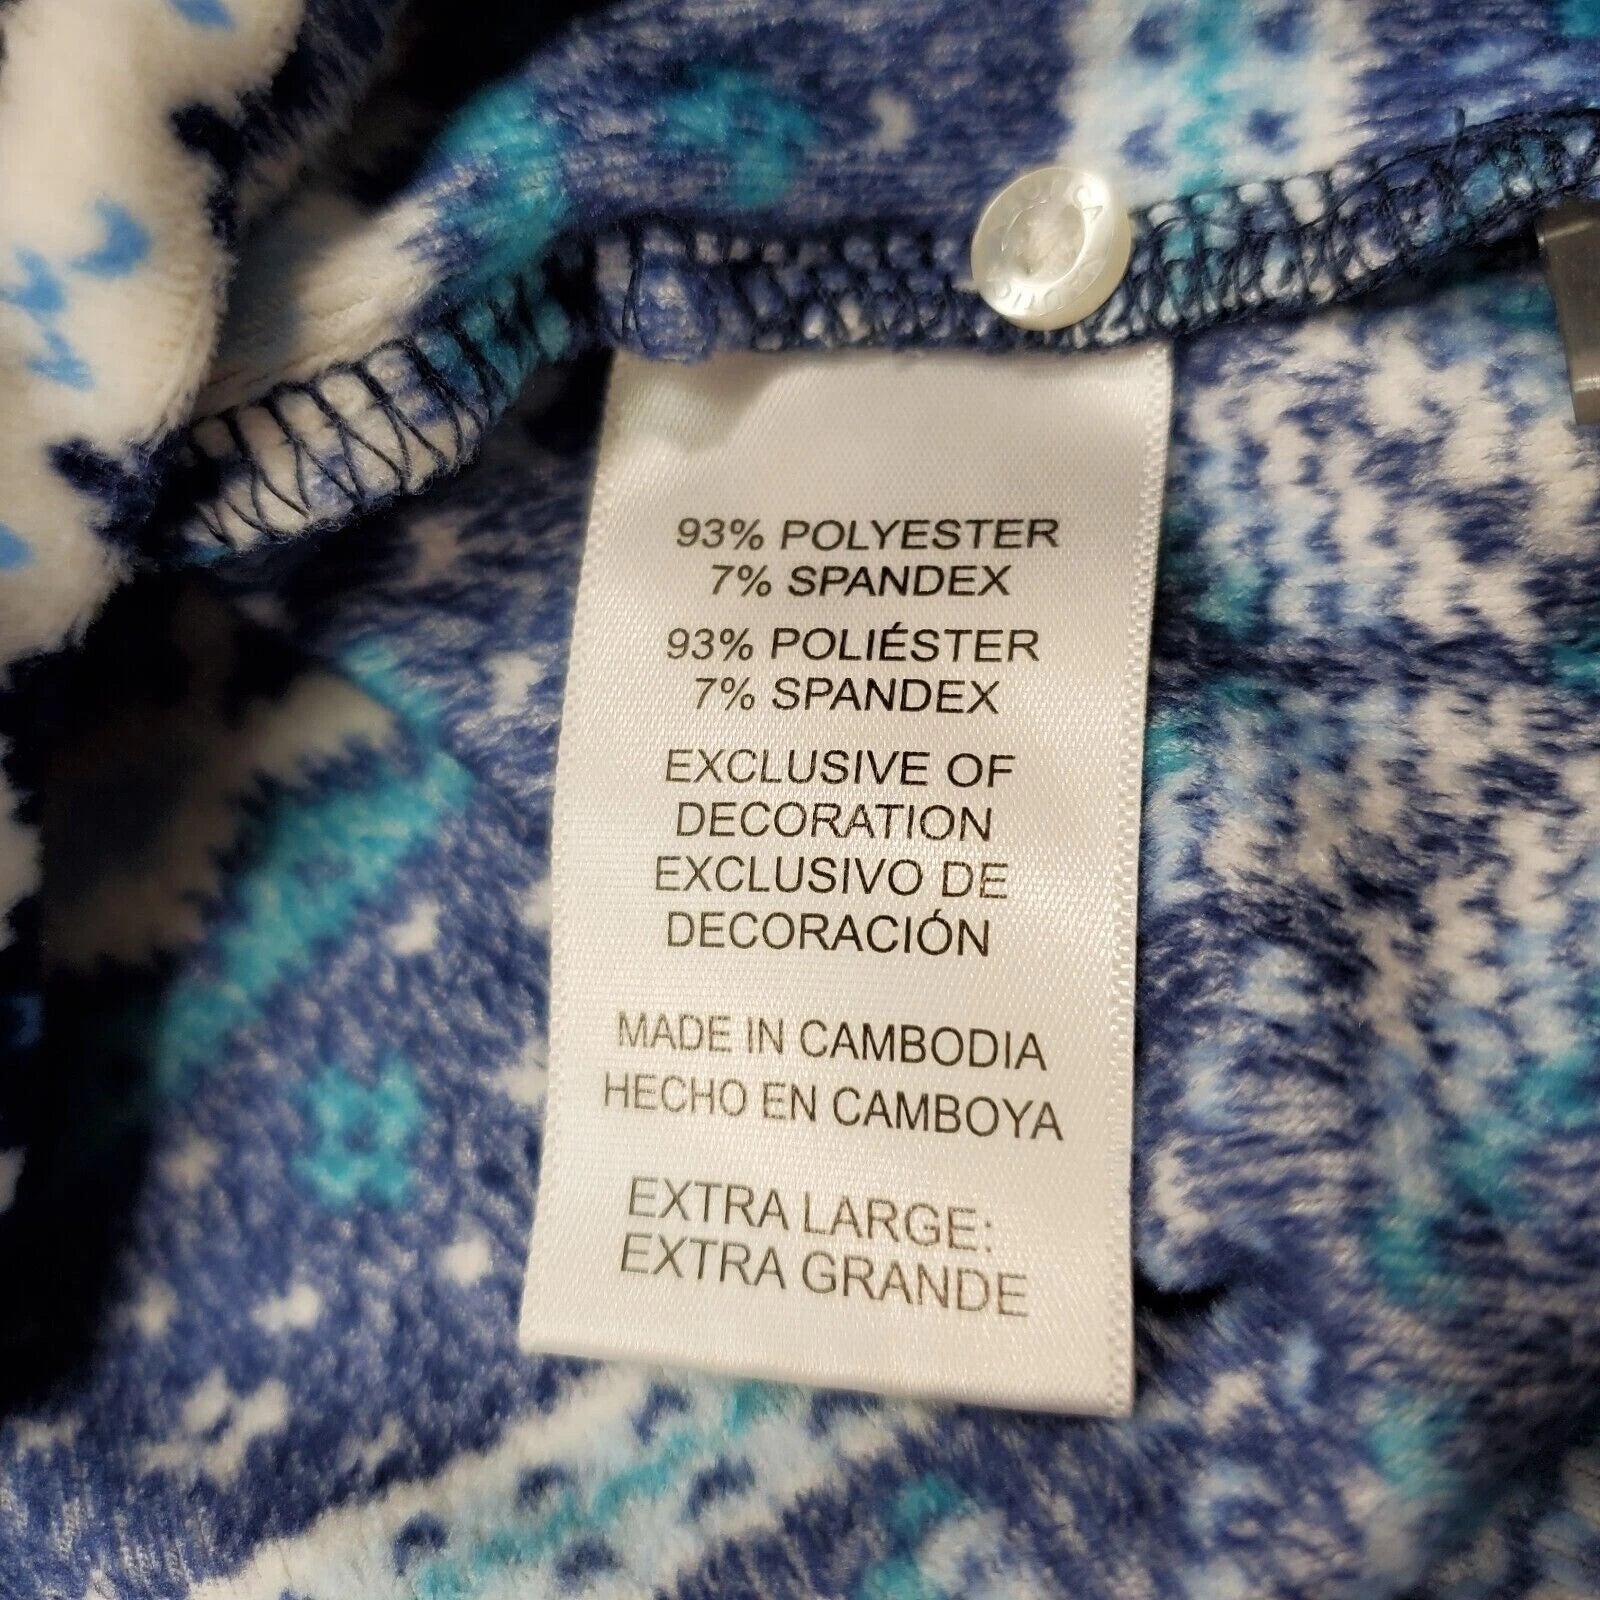 93% POLYESTER
7% SPANDEX
93% POLIÉSTER
7% SPANDEX
EXCLUSIVE OF
DECORATION
EXCLUSIVO DE
DECORACIÓN
MADE IN CAMBODIA
HECHO EN CAMBOYA
EXTRA LARGE:
EXTRA GRANDE